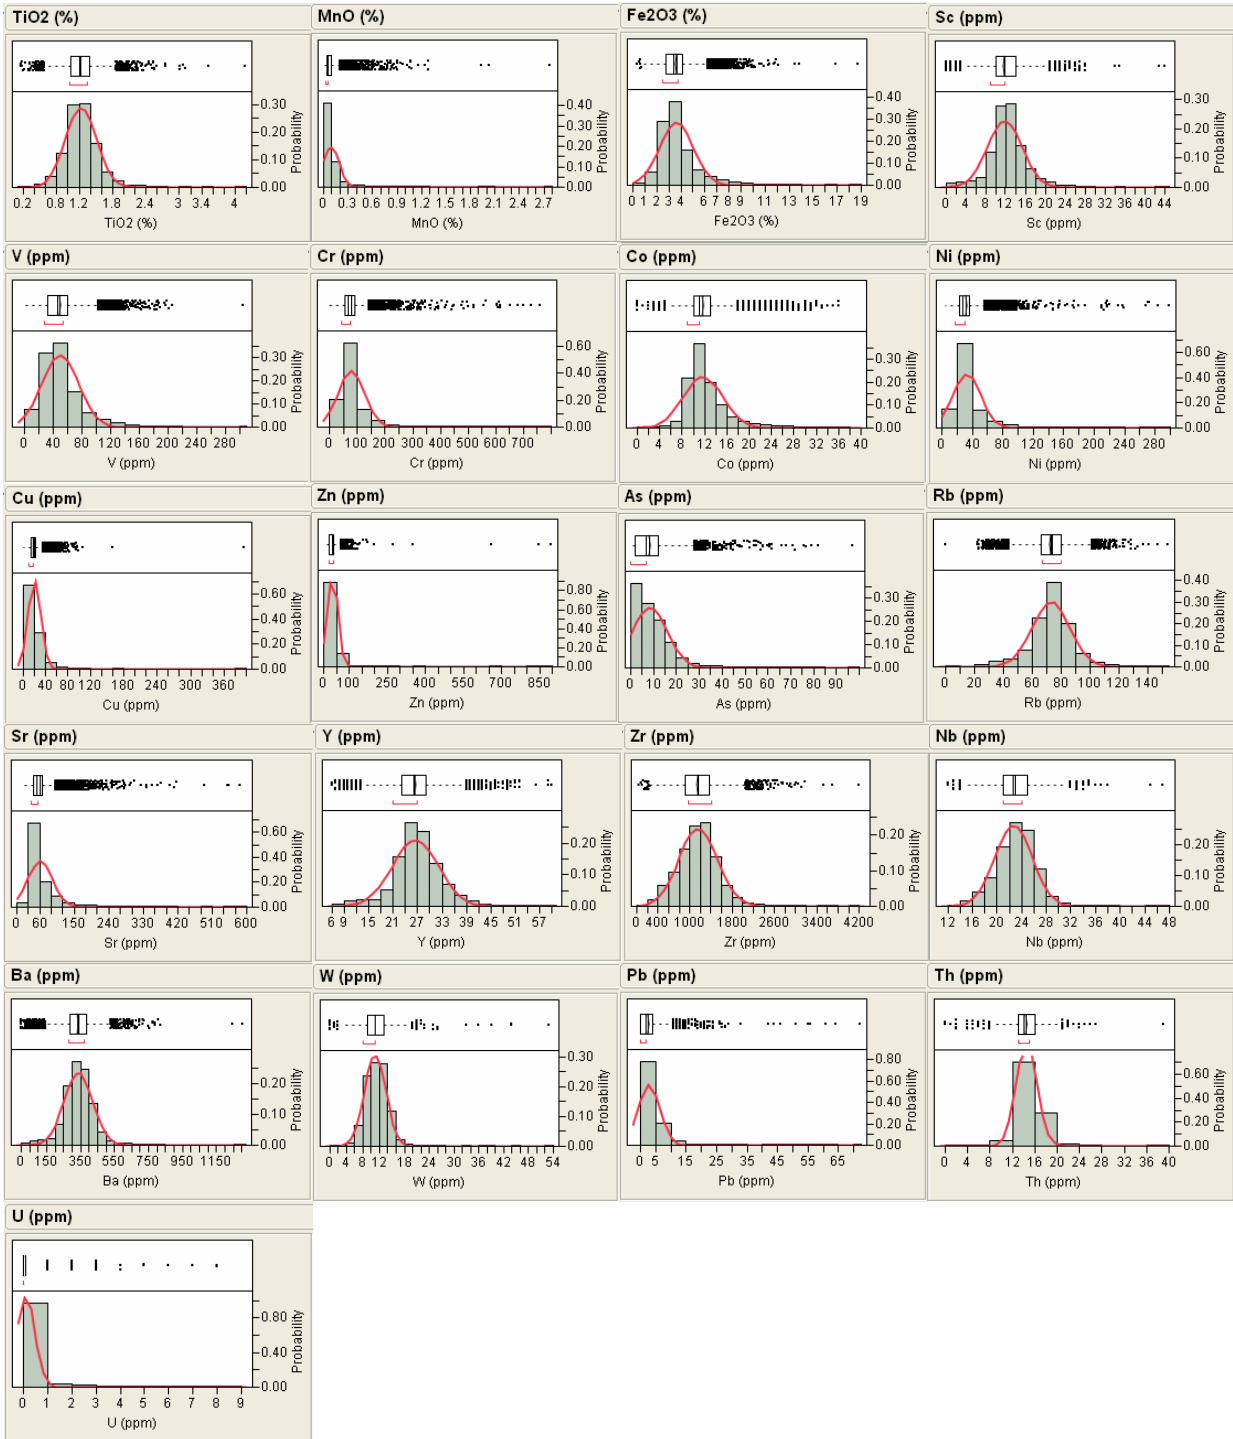 TiO2 (%)
0.30
0.20
0.10
0.00
Probability
0.2 0.8 1.2 1.8 2.4 3 3.4 4
TiO2 (%)
MnO (%)
0.40
0.30
0.20
0.10
0.00
Probability
0 0.3 0.6 0.9 1.2 1.5 1.8 2.1 2.4 2.7
MnO (%)
Fe2O3 (%)
0.40
0.30
0.20
0.10
0.00
Probability
0 1 2 3 4 6 7 8 9 11 13 15 17 19
Fe2O3 (%)
Sc (ppm)
0.30
0.20
0.10
0.00
Probability
0 4 8 12 16 20 24 28 32 36 44
Sc (ppm)
V (ppm)
0.30
0.20
0.10
0.00
Probability
0 40 80 120 200 240 280
V (ppm)
Cr (ppm)
0.60
0.40
0.20
0.00
Probability
0 100 200 300 400 500 600 700
Cr (ppm)
Co (ppm)
0.30
0.20
0.10
0.00
Probability
0 4 8 12 16 20 24 28 32 36 40
Co (ppm)
Ni (ppm)
0.60
0.40
0.20
0.00
Probability
0 40 80 120 160 200 240 280
Ni (ppm)
Cu (ppm)
0.60
0.40
0.20
0.00
Probability
0 40 80 120 180 240 300 360
Cu (ppm)
Zn (ppm)
0.80
0.60
0.40
0.20
0.00
Probability
0 100 250 400 550 700 850
Zn (ppm)
As (ppm)
0.30
0.20
0.10
0.00
Probability
0 10 20 30 40 50 60 70 80 90
As (ppm)
Rb (ppm)
0.40
0.30
0.20
0.10
0.00
Probability
0 20 40 60 80 100 120 140
Rb (ppm)
Sr (ppm)
0.60
0.40
0.20
0.00
Probability
0 60 150 240 330 420 510 600
Sr (ppm)
Y (ppm)
0.20
0.10
0.00
Probability
6 9 15 21 27 33 39 45 51 57
Y (ppm)
Zr (ppm)
0.20
0.10
0.00
Probability
0 400 1000 1800 2600 3400 4200
Zr (ppm)
Nb (ppm)
0.20
0.10
0.00
Probability
12 16 20 24 28 32 36 40 44 48
Nb (ppm)
Ba (ppm)
0.20
0.10
0.00
Probability
0 150 350 550 750 950 1150
Ba (ppm)
W (ppm)
0.30
0.20
0.10
0.00
Probability
0 4 8 12 18 24 30 36 42 48 54
W (ppm)
Pb (ppm)
0.80
0.60
0.40
0.20
0.00
Probability
0 5 15 25 35 45 55 65
Pb (ppm)
Th (ppm)
0.60
0.40
0.20
0.00
Probability
0 4 8 12 16 20 24 28 32 36 40
Th (ppm)
U (ppm)
0.80
0.40
0.00
Probability
0 1 2 3 4 5 6 7 8 9
U (ppm)